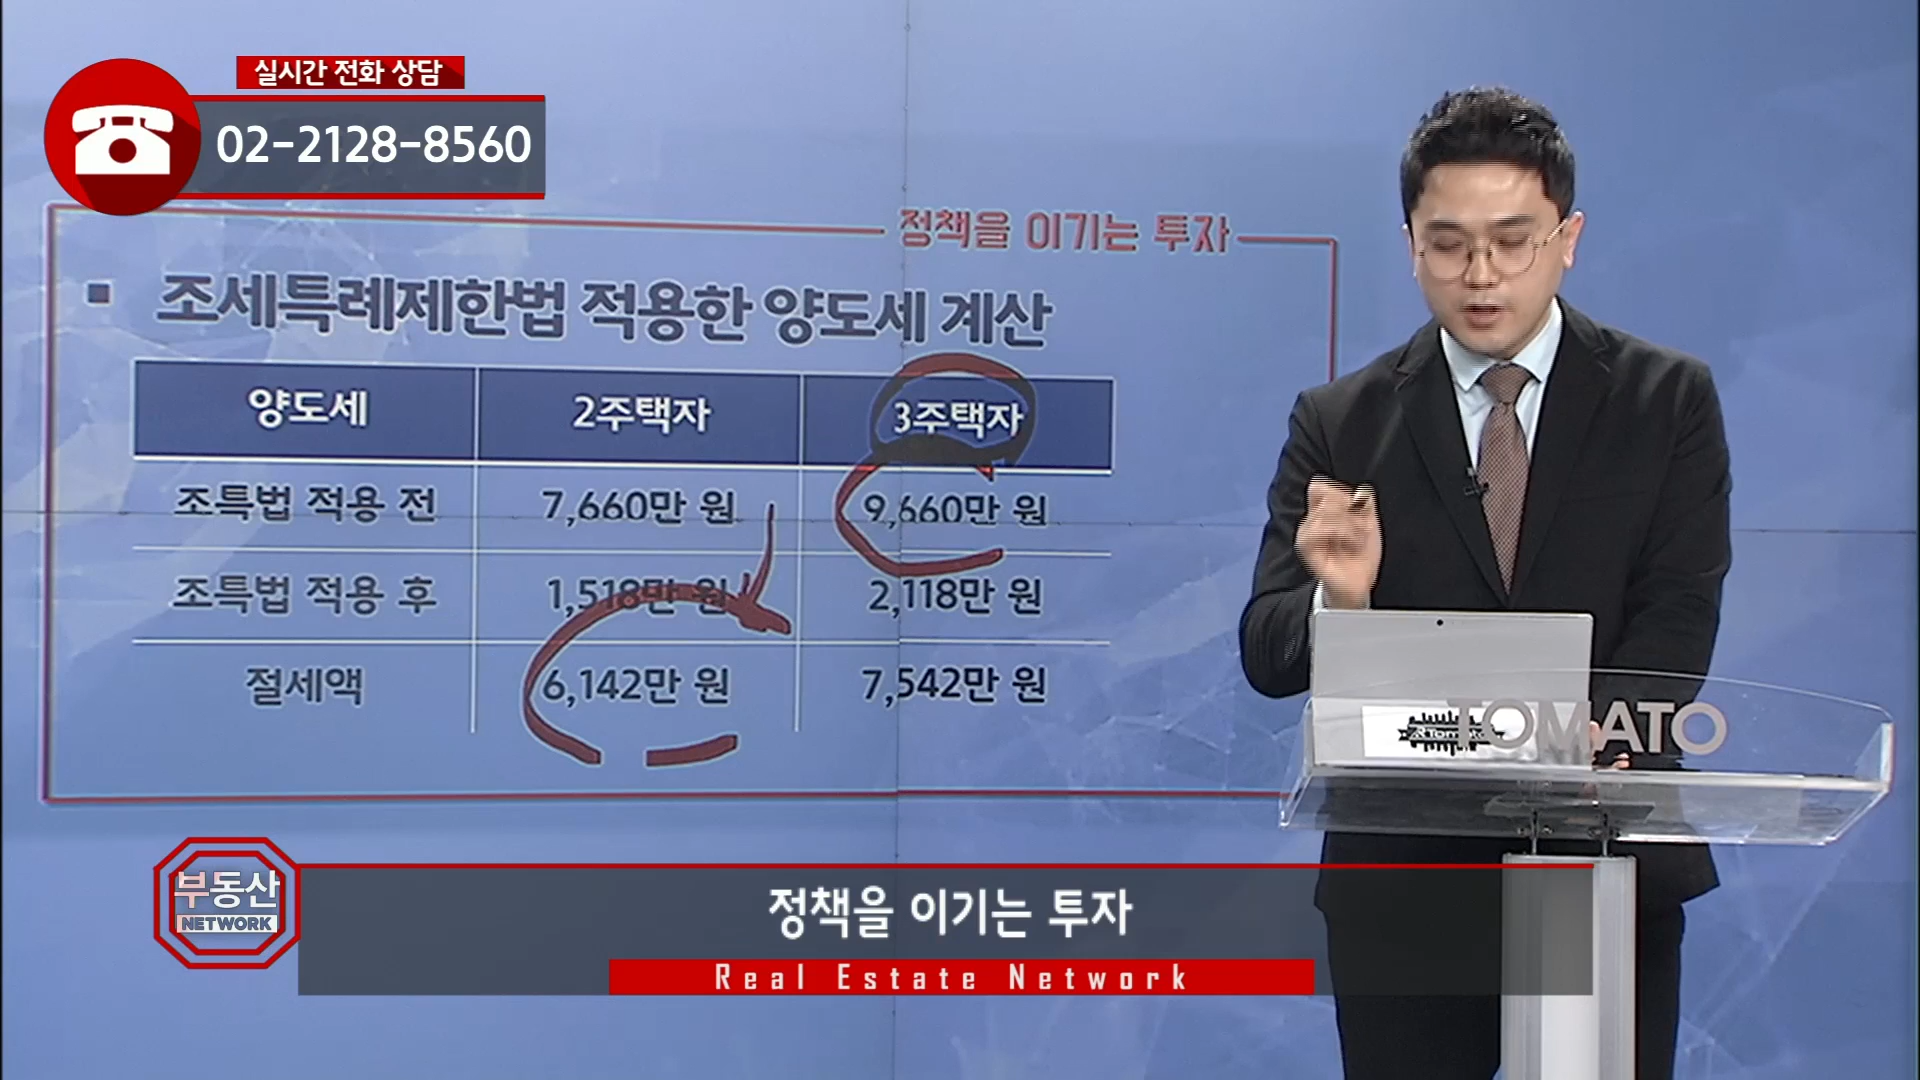 실시간 전화 상담
02-2128-8560
정책을 이기는 투자
조세특례제한법 적용한 양도세 계산
양도세 2주택자 3주택자
조특법 적용 전 7,660만 원 9,660만 원
조특법 적용 후 1,518만 원 2,118만 원
절세액 6,142만 원 7,542만 원
TOMATO
부동산
NETWORK
정책을 이기는 투자
Real Estate Network